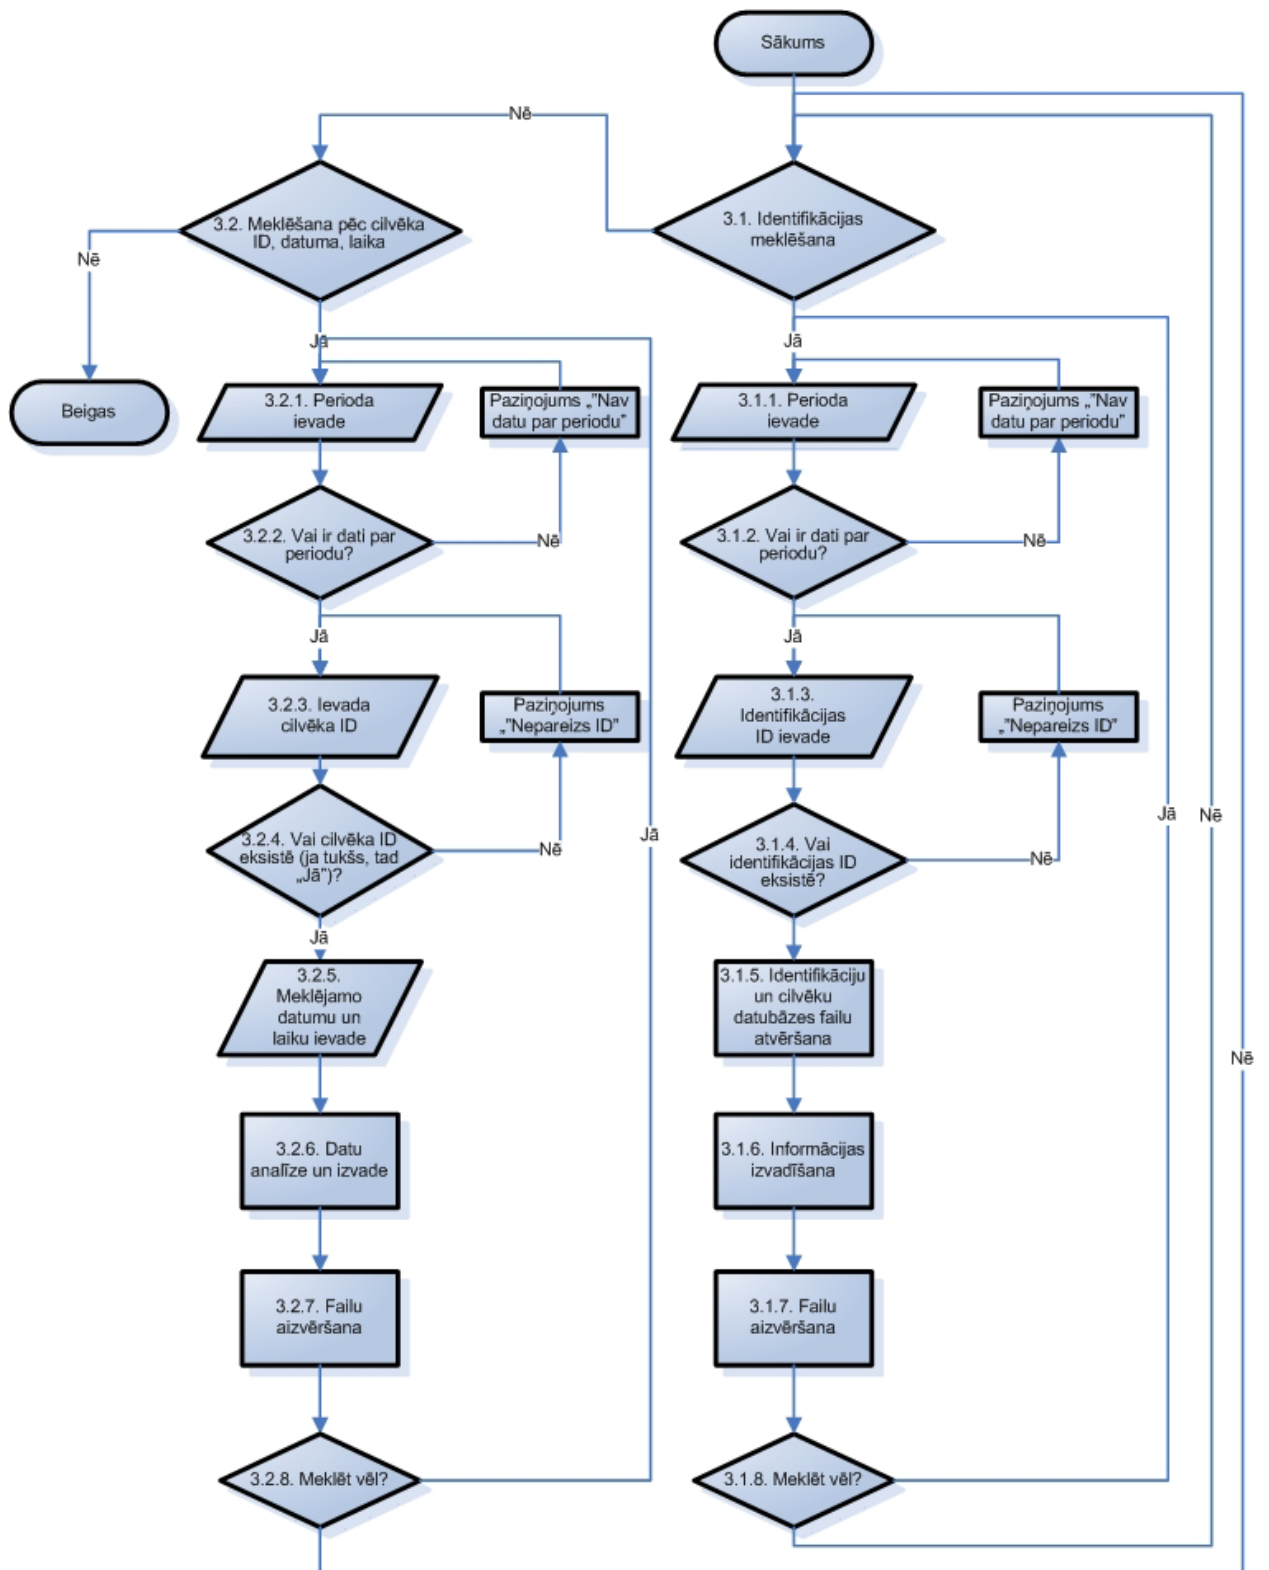 Sākums
Nē
3.2. Meklēšana pēc cilvēka
ID, datuma, laika
3.1. Identifikācijas
meklēšana
Nē
Jā
Jā
Beigas
3.2.1. Perioda
ievade
Paziņojums „”Nav
datu par periodu”
3.1.1. Perioda
ievade
Paziņojums „”Nav
datu par periodu”
3.2.2. Vai ir dati par
periodu?
Nē
3.1.2. Vai ir dati par
periodu?
Nē
Jā
Jā
3.2.3. Ievada
cilvēka ID
Paziņojums
„”Nepareizs ID”
3.1.3.
Identifikācijas
ID ievade
Paziņojums
„”Nepareizs ID”
3.2.4. Vai cilvēka ID
eksistē (ja tukšs, tad
„Jā”)?
Nē
Jā
3.1.4. Vai
identifikācijas ID
eksistē?
Nē
Jā
Nē
Jā
3.2.5.
Meklējamo
datumu un
laiku ievade
3.1.5. Identifikāciju
un cilvēku
datubāzes failu
atvēršana
Nē
3.2.6. Datu
analīze un izvade
3.1.6. Informācijas
izvadīšana
3.2.7. Failu
aizvēršana
3.1.7. Failu
aizvēršana
3.2.8. Meklēt vēl?
3.1.8. Meklēt vēl?